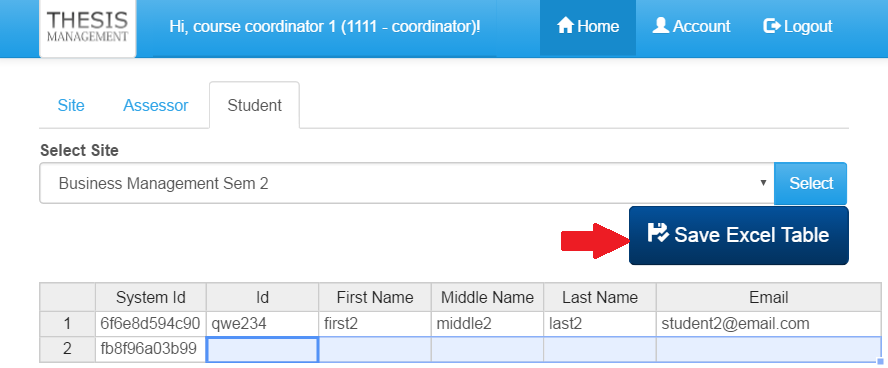 THESIS
MANAGEMENT
Hi, course coordinator 1 (1111 - coordinator)!
Home
Account
Logout
Site
Assessor
Student
Select Site
Business Management Sem 2
Select
Save Excel Table
System Id Id First Name Middle Name Last Name Email
1 6f6e8d594c90 qwe234 first2 middle2 last2 student2@email.com
2 fb8f96a03b99